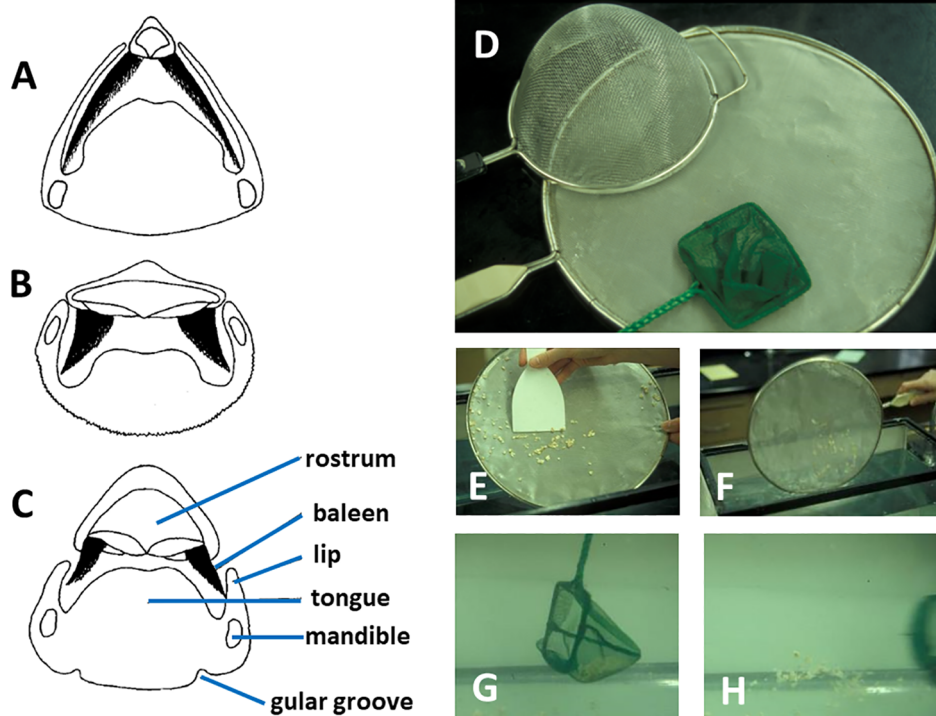 A
B
C
rostrum
baleen
lip
tongue
mandible
gular groove
D
E
F
G
H